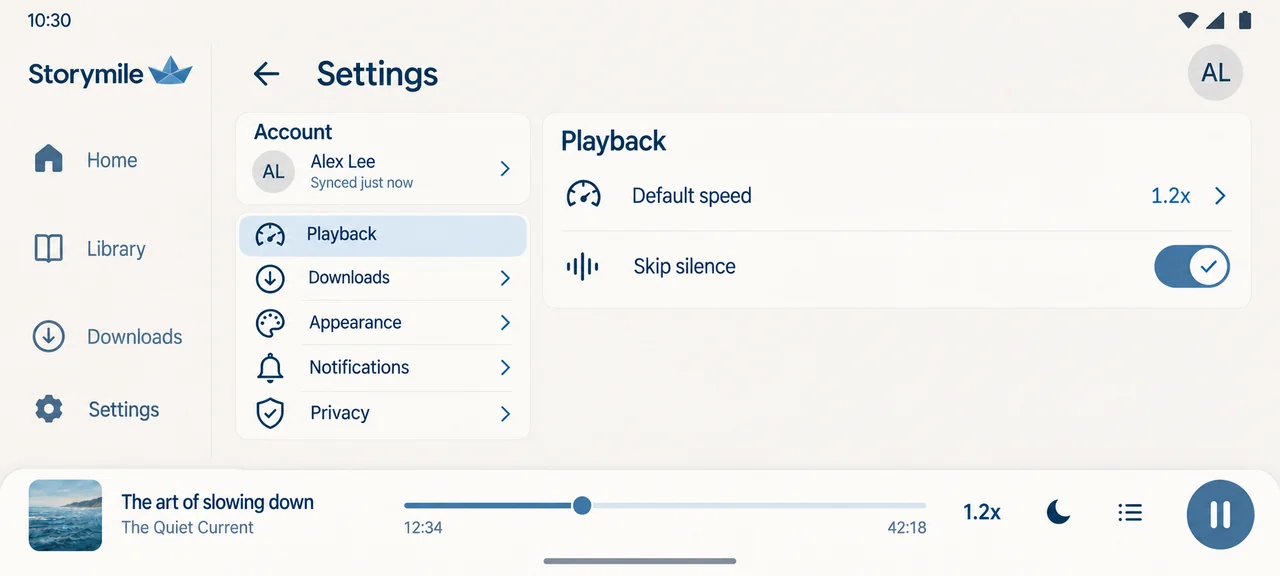 10:30
Storymile
Home
Library
Downloads
Settings
Settings
AL
Account
AL
Alex Lee
Synced just now
Playback
Downloads
Appearance
Notifications
Privacy
Playback
Default speed
1.2x
Skip silence
The art of slowing down
The Quiet Current
12:34
42:18
1.2x